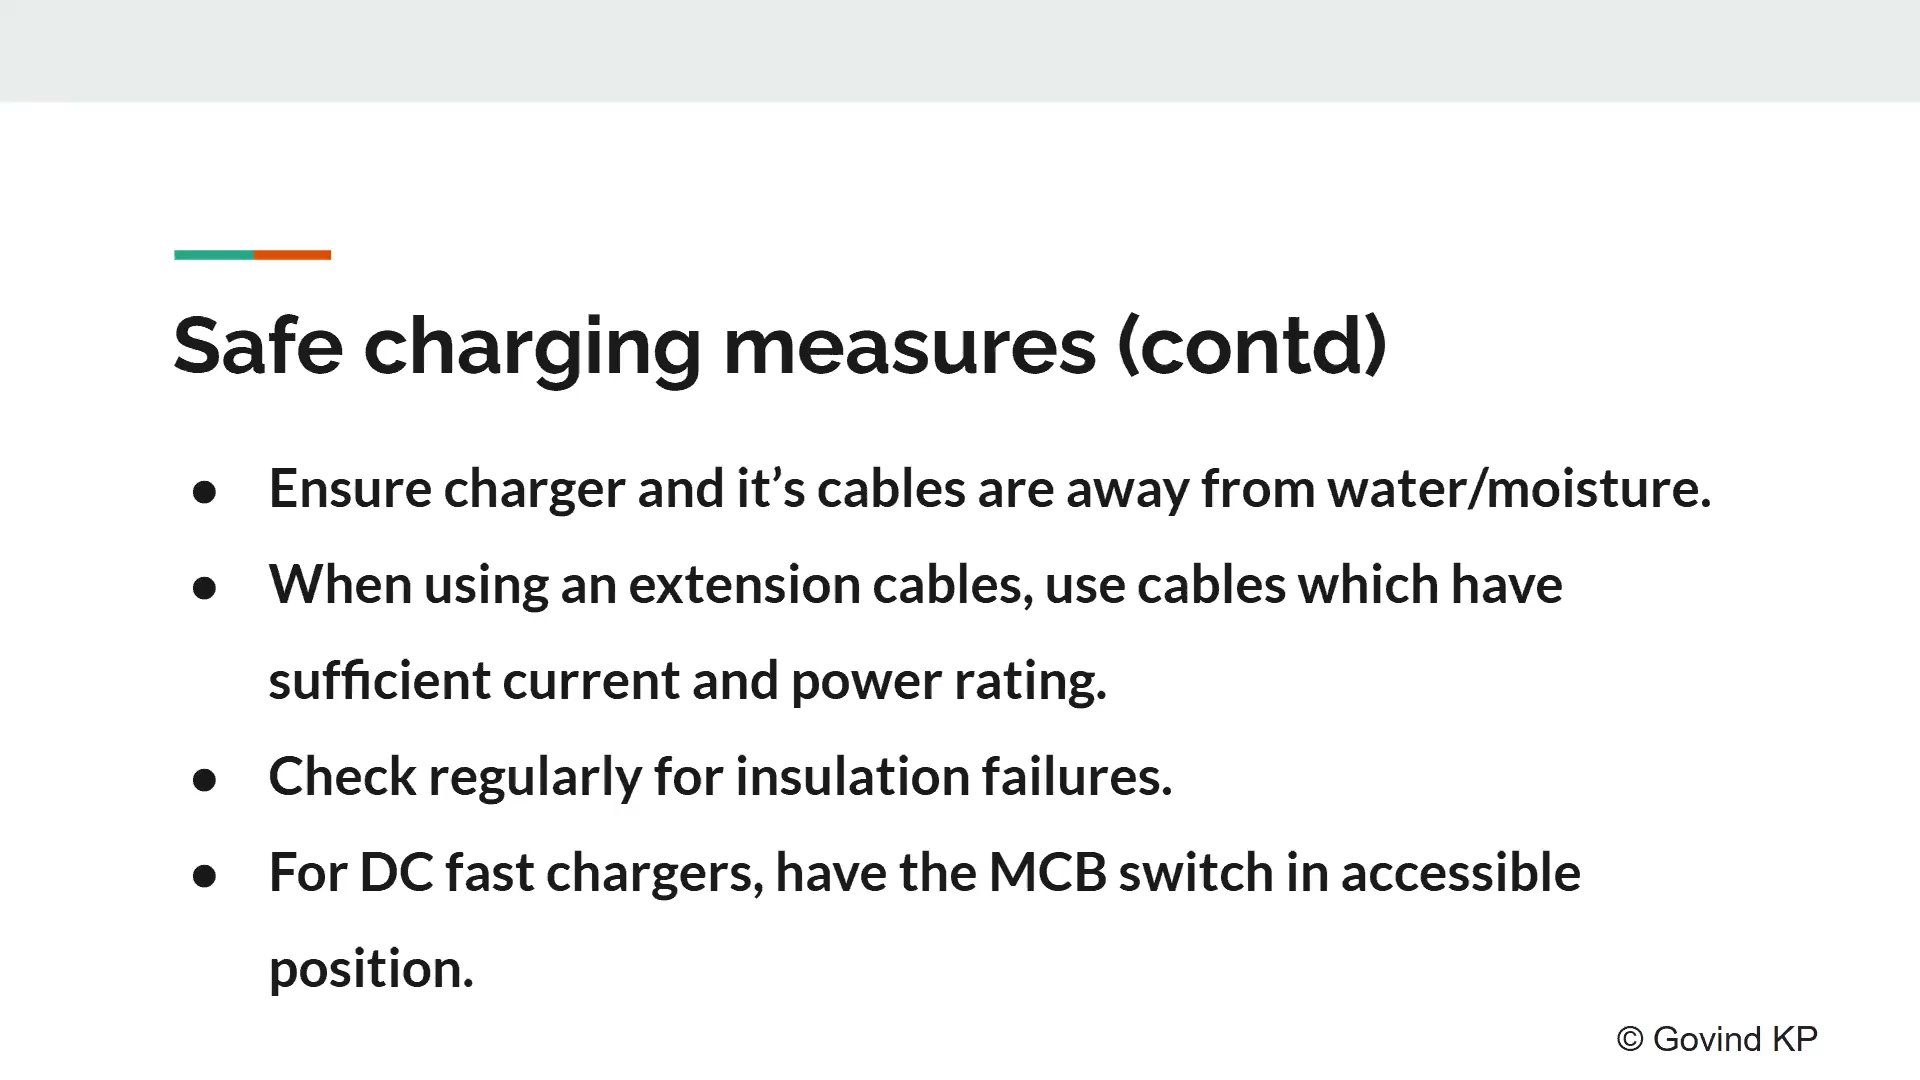 Safe charging measures (contd)
● Ensure charger and it’s cables are away from water/moisture.
● When using an extension cables, use cables which have
sufficient current and power rating.
● Check regularly for insulation failures.
● For DC fast chargers, have the MCB switch in accessible
position.
© Govind KP